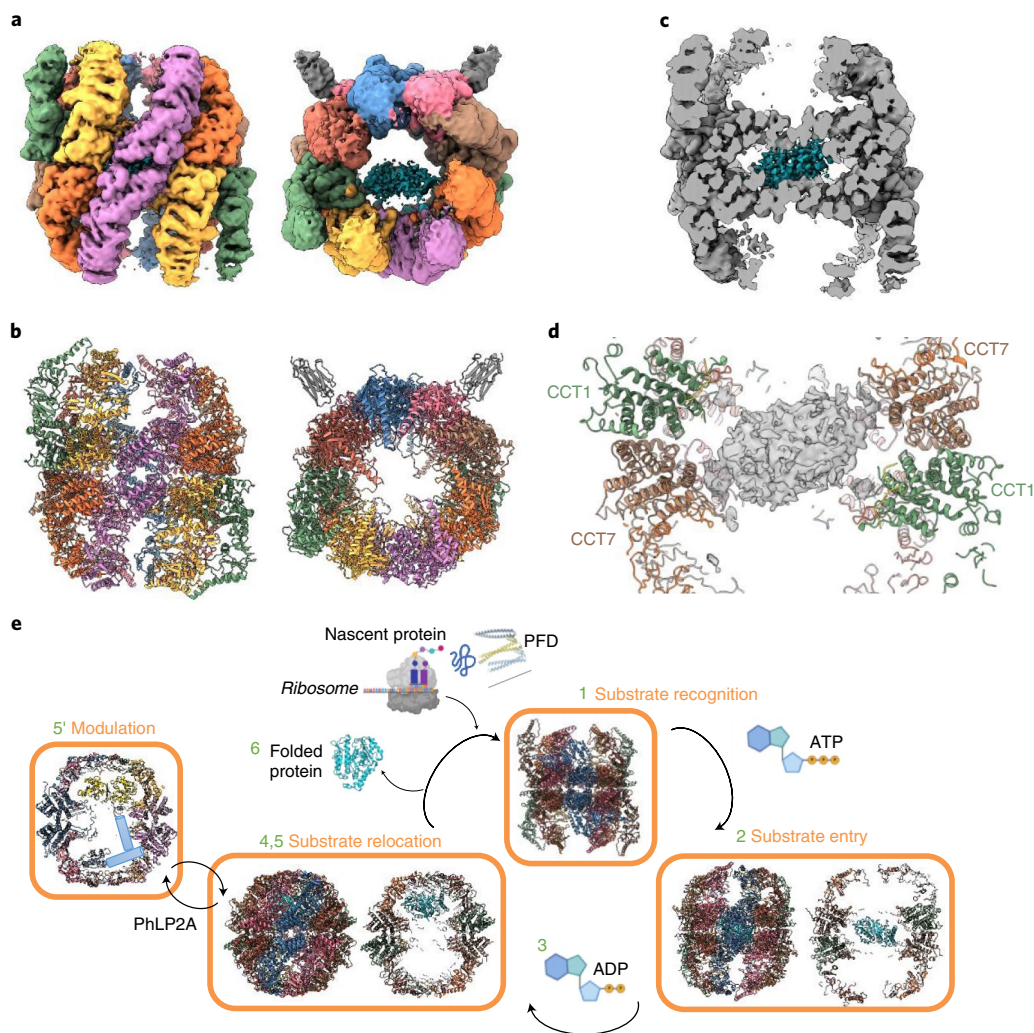 a
c
b
d
CCT7
CCT1
CCT1
CCT7
e
Nascent protein
PFD
Ribosome
1 Substrate recognition
5' Modulation
6 Folded
protein
ATP
4,5 Substrate relocation
2 Substrate entry
PhLP2A
3
ADP
P P P
P P